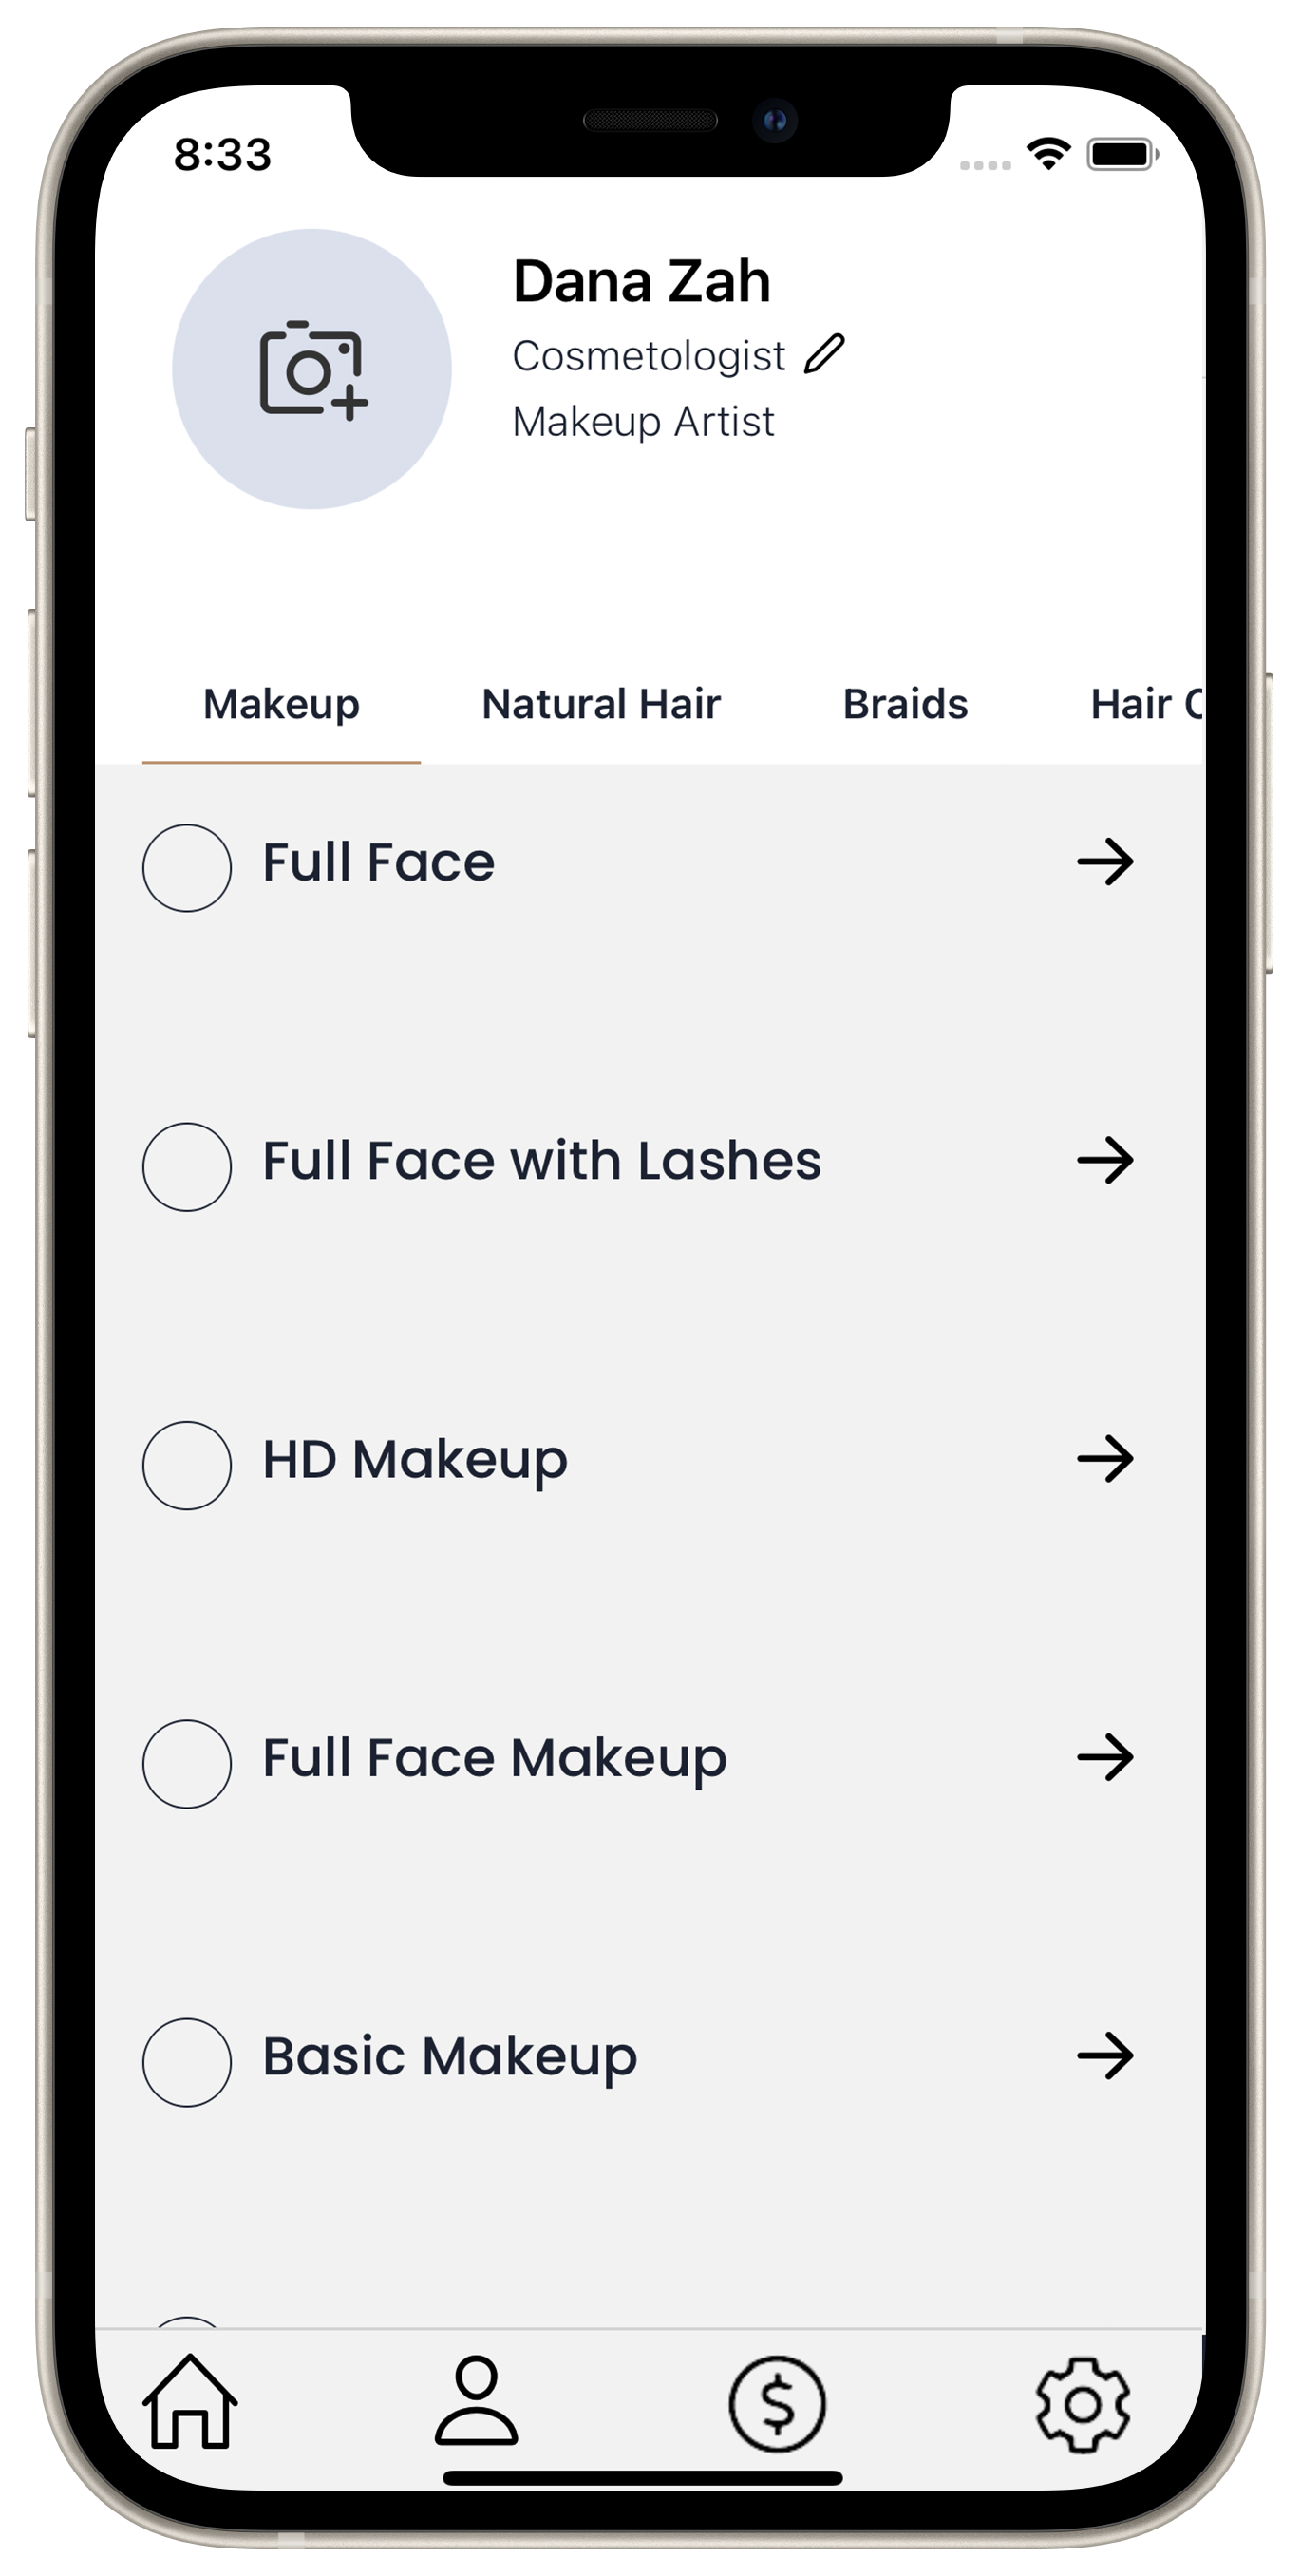 8:33
Dana Zah
Cosmetologist
Makeup Artist
Makeup Natural Hair Braids Hair
Full Face
Full Face with Lashes
HD Makeup
Full Face Makeup
Basic Makeup
$